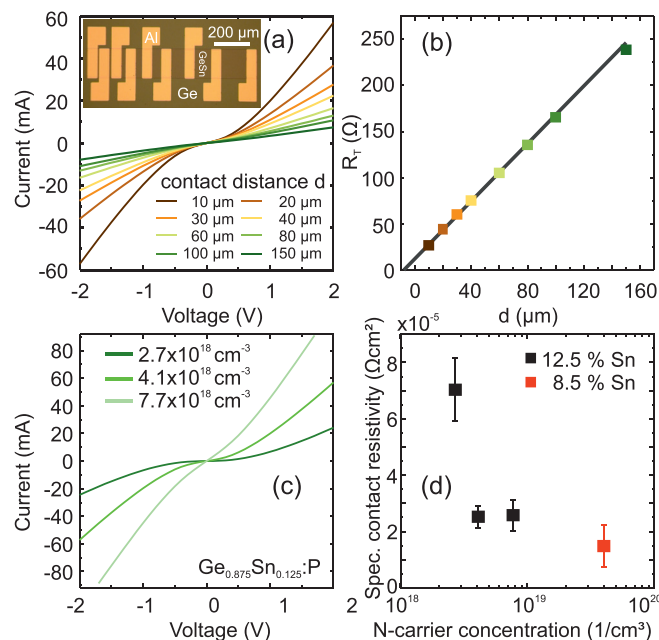 60
40
20
0
-20
-40
60
Current (mA)
-2
-1
0
1
2
Voltage (V)
(a)
Al
200 µm
GeSn
Ge
contact distance d
10 µm
20 µm
30 µm
40 µm
60 µm
80 µm
100 µm
150 µm
250
200
150
100
50
0
R_T (Ω)
0
40
80
120
160
d (µm)
(b)
80
60
40
20
0
-20
-40
-60
-80
Current (mA)
-2
-1
0
1
2
Voltage (V)
2.7x10^18 cm^-3
4.1x10^18 cm^-3
7.7x10^18 cm^-3
(c)
Ge_0.875Sn_0.125:P
x10^-5
8
6
4
2
0
Spec. contact resistivity (Ωcm²)
10^18
10^19
10^20
N-carrier concentration (1/cm³)
12.5 % Sn
8.5 % Sn
(d)